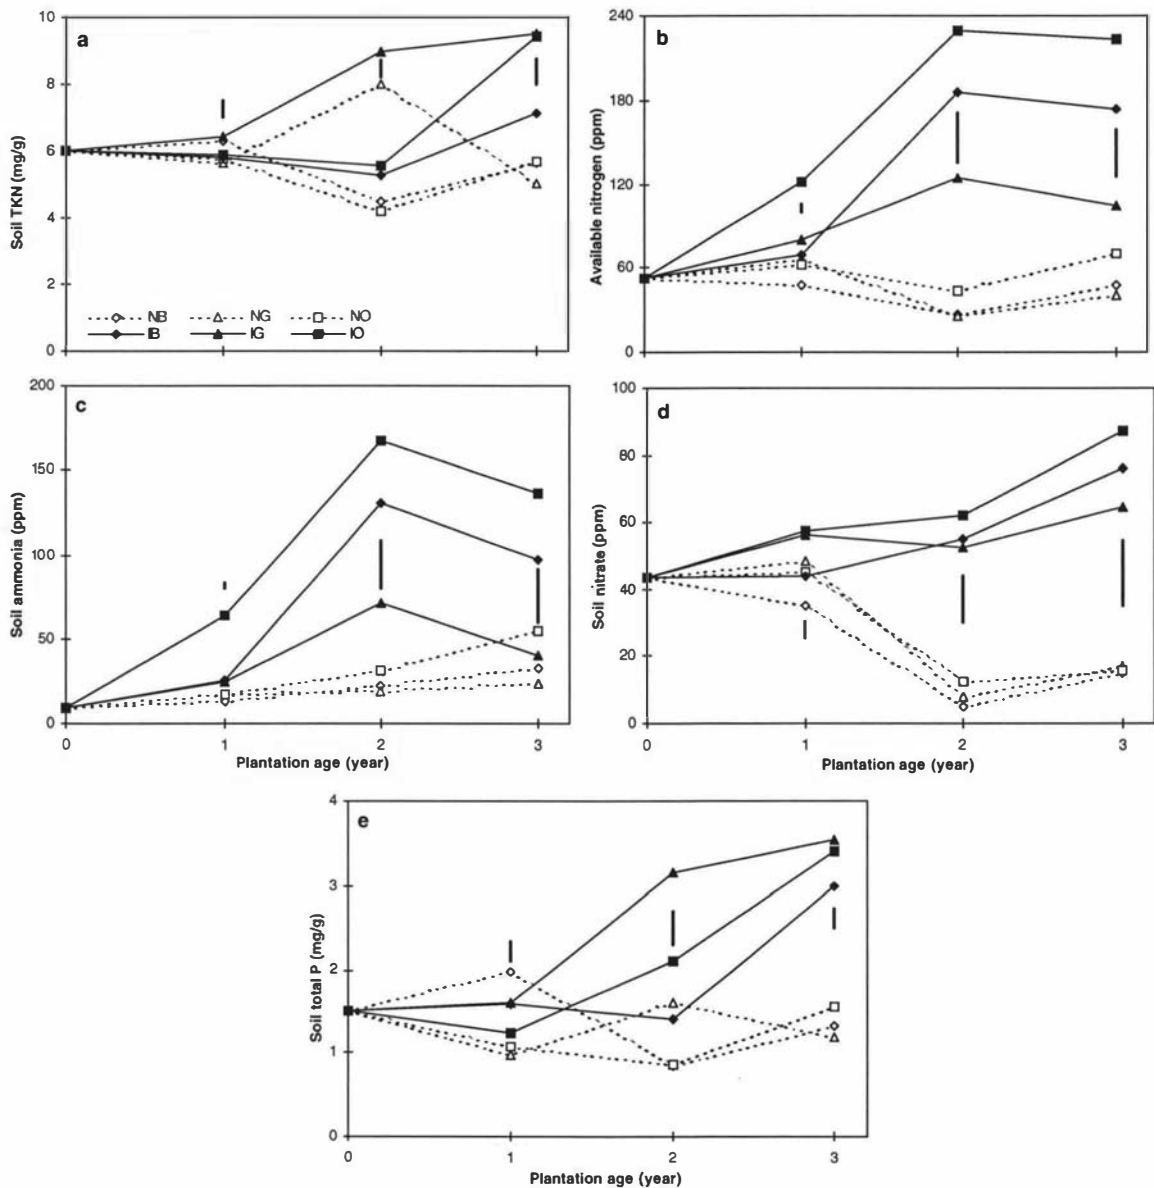 a
Soil TKN (mg/g)
10
8
6
4
2
0
NB NG NO
IB IG IO
b
Available nitrogen (ppm)
240
180
120
60
0
c
Soil ammonia (ppm)
200
150
100
50
0
0 1 2 3
Plantation age (year)
d
Soil nitrate (ppm)
100
80
60
40
20
0
0 1 2 3
Plantation age (year)
e
Soil total P (mg/g)
4
3
2
1
0
0 1 2 3
Plantation age (year)